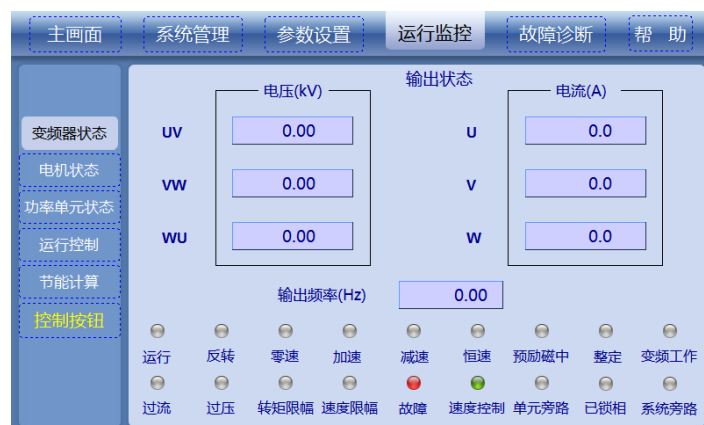 主画面 系统管理 参数设置 运行监控 故障诊断 帮 助
输出状态
电压(kV) 电流(A)
变频器状态 UV 0.00 U 0.0
电机状态 VW 0.00 V 0.0
功率单元状态
运行控制 WU 0.00 W 0.0
节能计算 输出频率(Hz) 0.00
控制按钮
运行 反转 零速 加速 减速 恒速 预励磁中 整定 变频工作
过流 过压 转矩限幅 速度限幅 故障 速度控制 单元旁路 已锁相 系统旁路